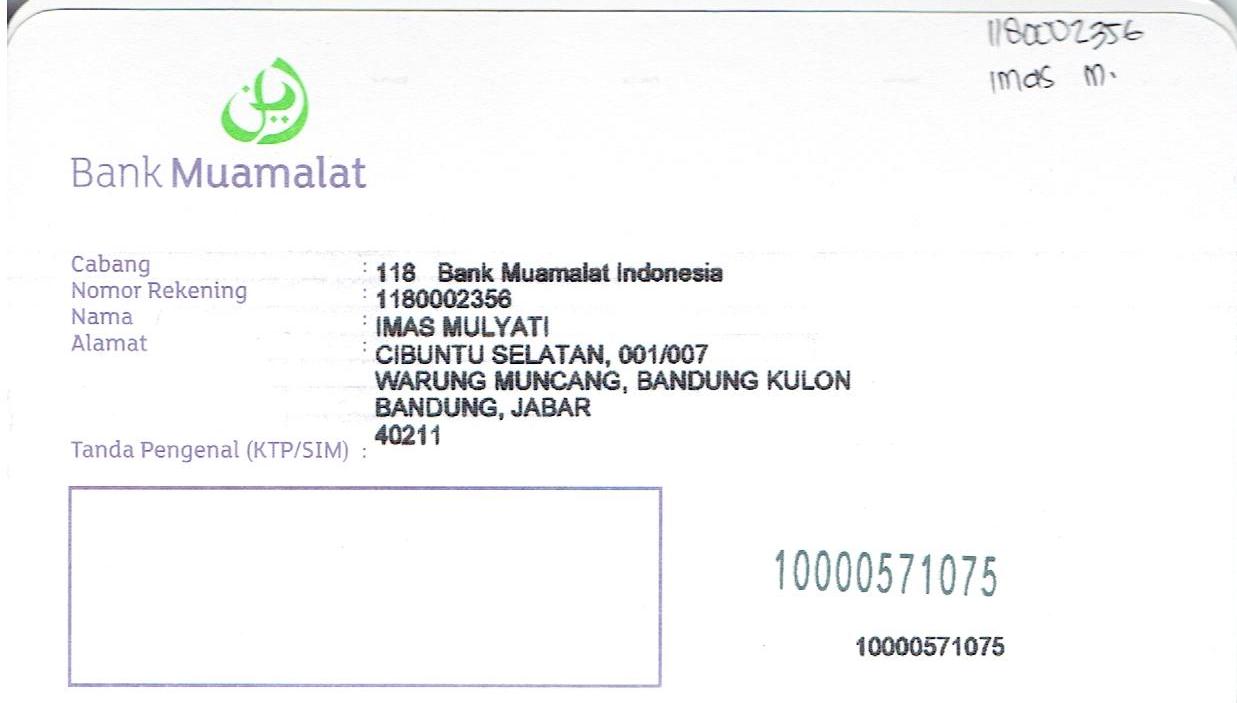 1180002356
Imas M.
Bank Muamalat
Cabang : 118 Bank Muamalat Indonesia
Nomor Rekening : 1180002356
Nama : IMAS MULYATI
Alamat : CIBUNTU SELATAN, 001/007
WARUNG MUNCANG, BANDUNG KULON
BANDUNG, JABAR
40211
Tanda Pengenal (KTP/SIM) :
10000571075
10000571075